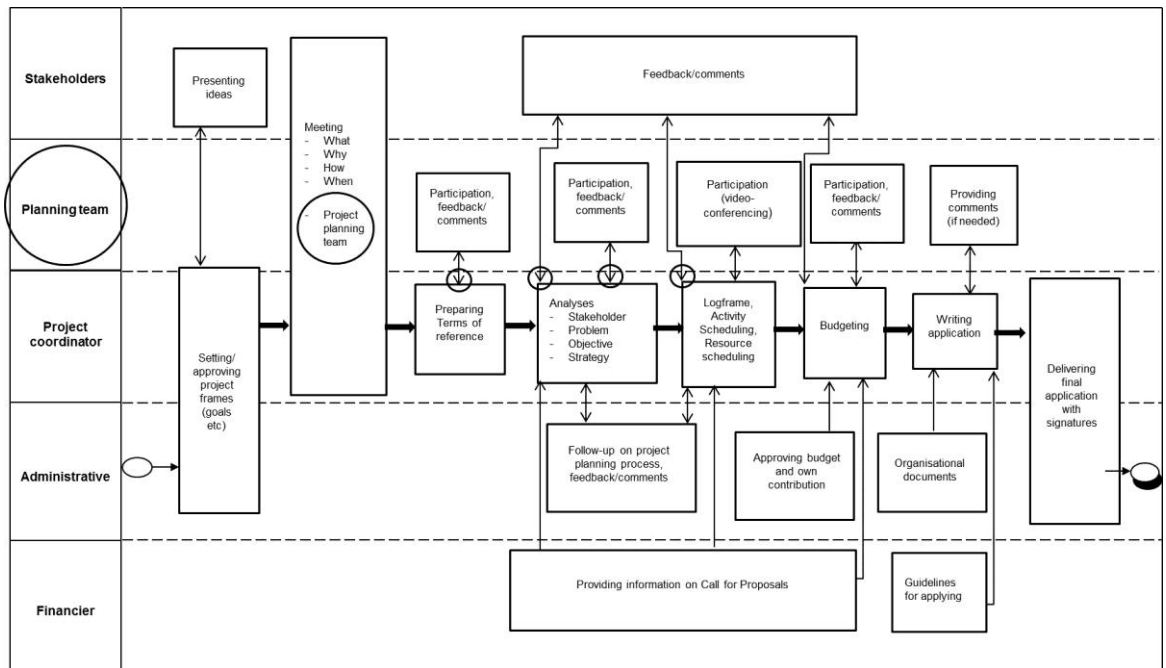 Stakeholders
Presenting
ideas
Feedback/comments
Meeting
- What
- Why
- How
- When
- Project
planning
team
Planning team
Participation,
feedback/
comments
Participation,
feedback/
comments
Participation
(video-
conferencing)
Participation,
feedback/
comments
Providing
comments
(if needed)
Project
coordinator
Setting/
approving
project
frames
(goals
etc)
Preparing
Terms of
reference
Analyses
- Stakeholder
- Problem
- Objective
- Strategy
Logframe,
Activity
Scheduling,
Resource
scheduling
Budgeting
Writing
application
Delivering
final
application
with
signatures
Administrative
Follow-up on project
planning process,
feedback/comments
Approving budget
and own
contribution
Organisational
documents
Financier
Providing information on Call for Proposals
Guidelines
for applying